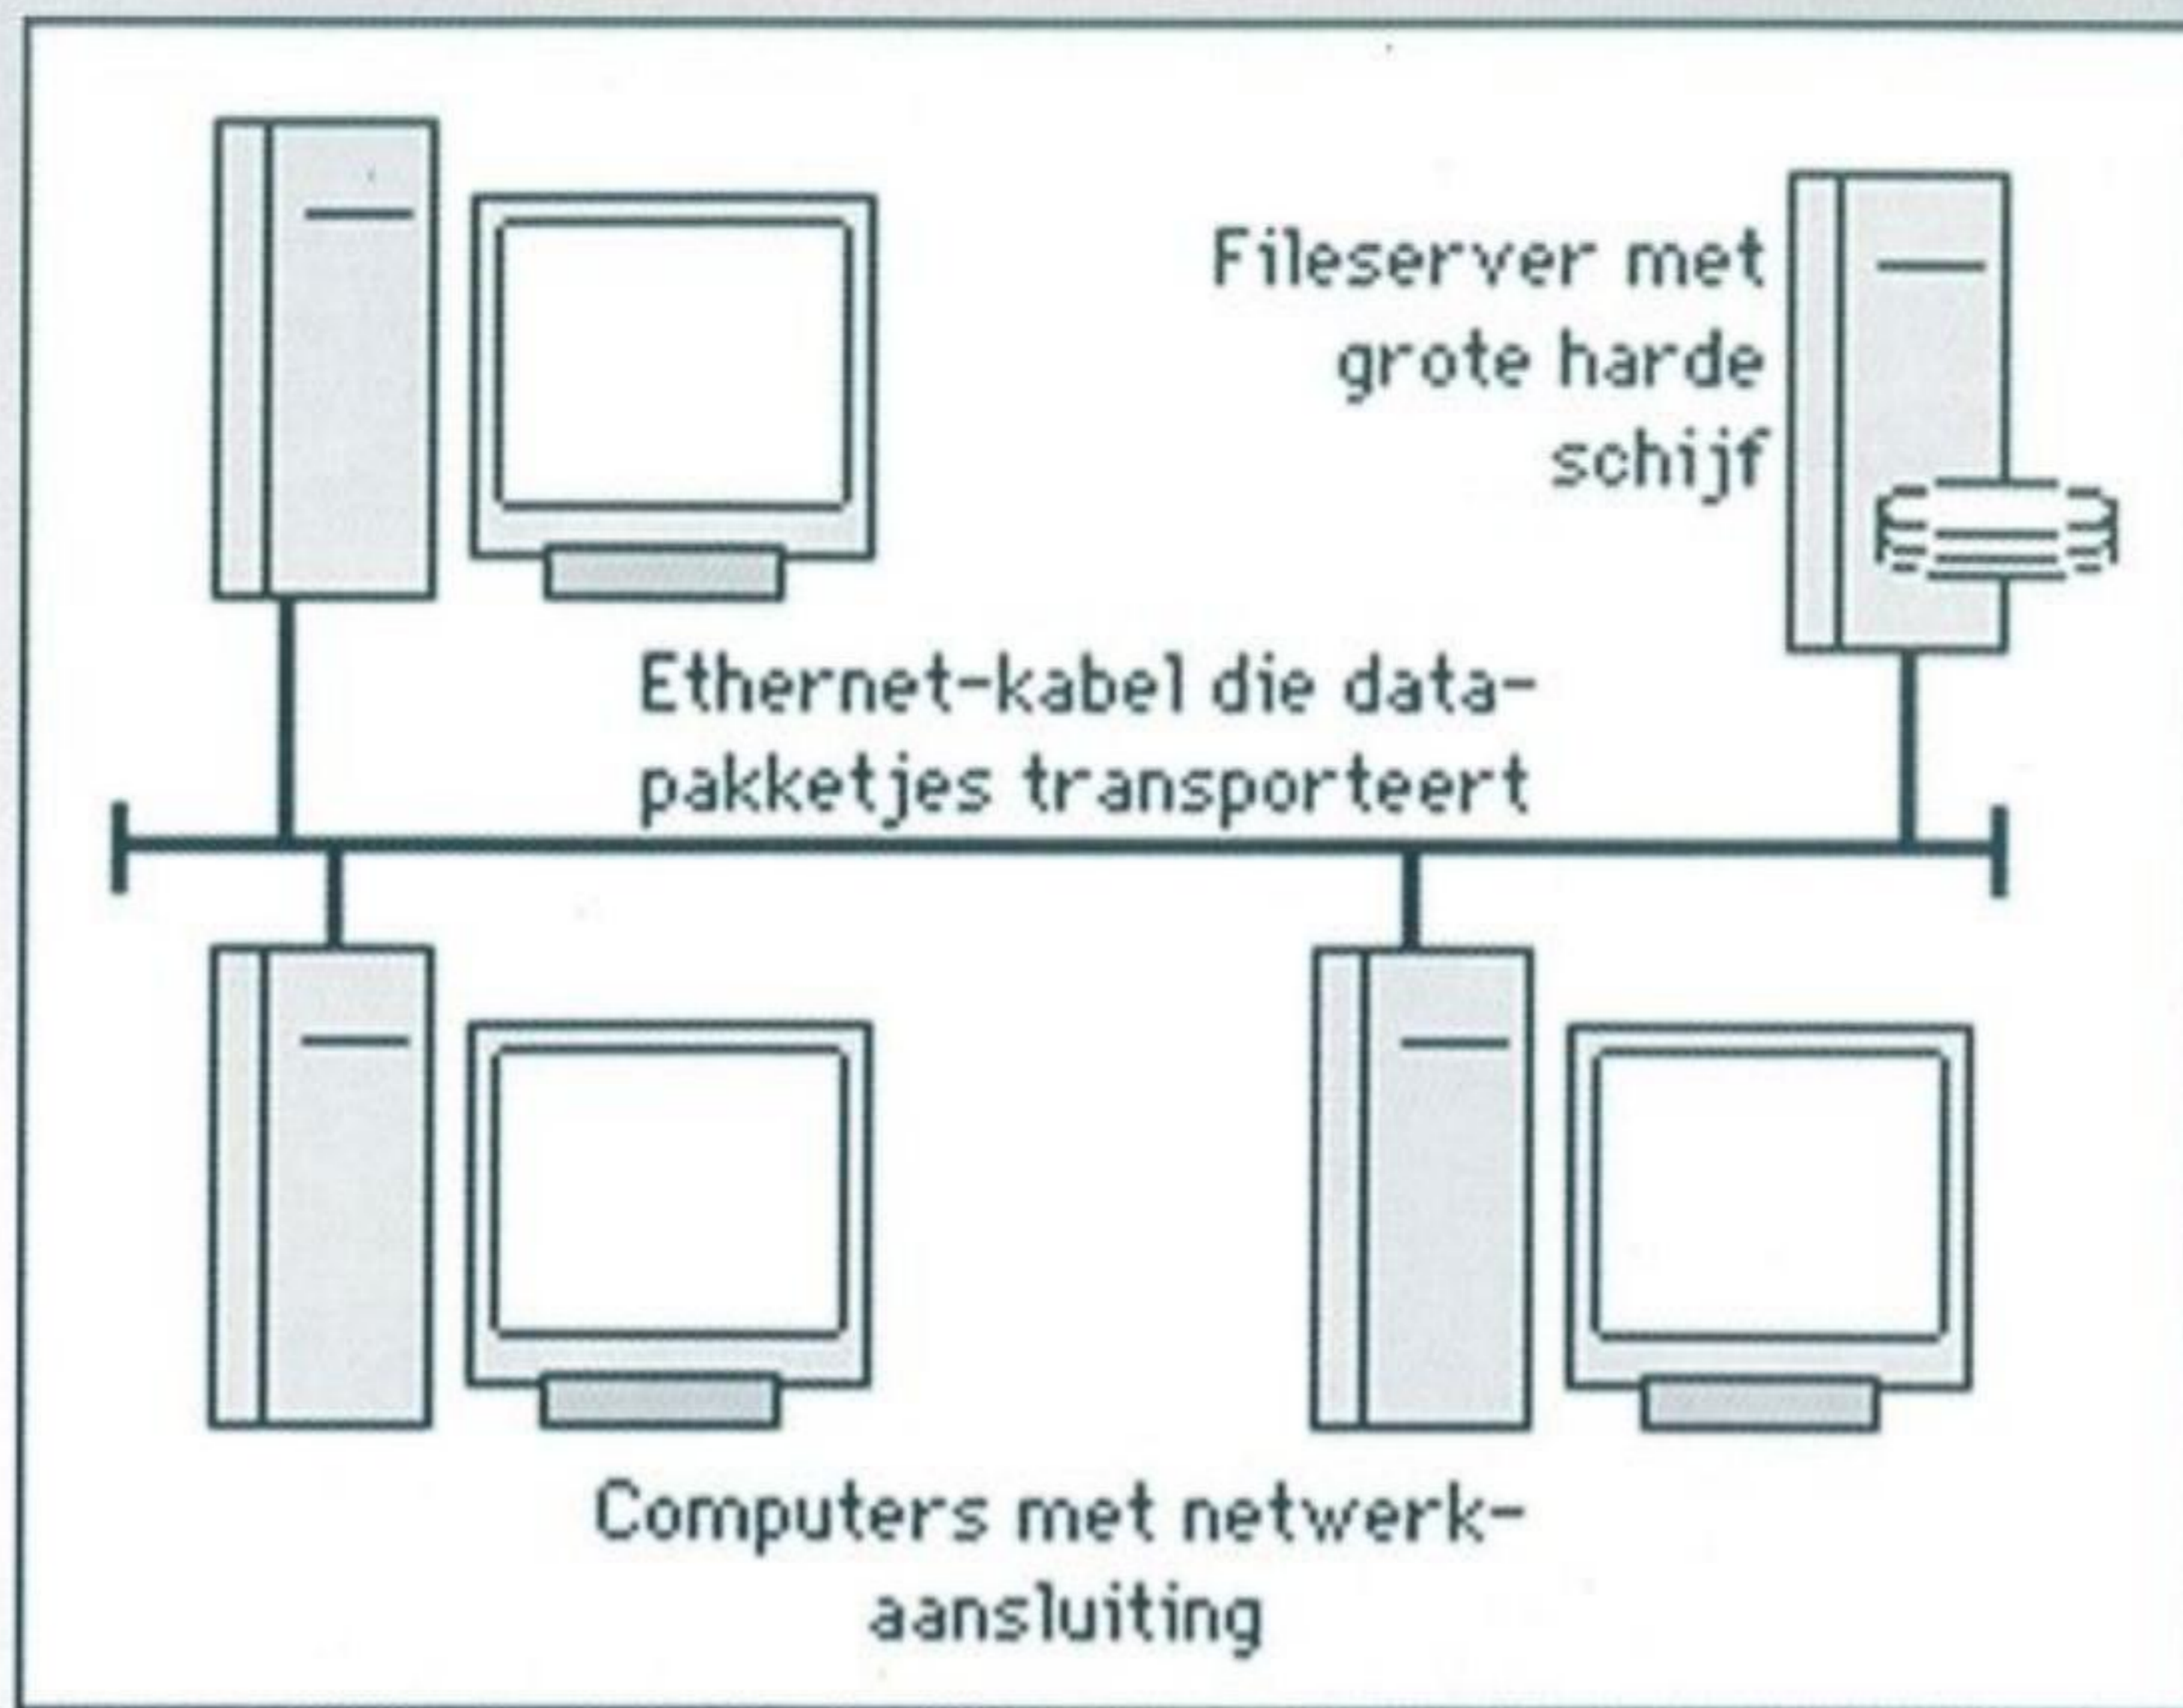 Fileserver met
grote harde
schijf
Ethernet-kabel die data-
pakketjes transporteert
Computers met netwerk-
aansluiting